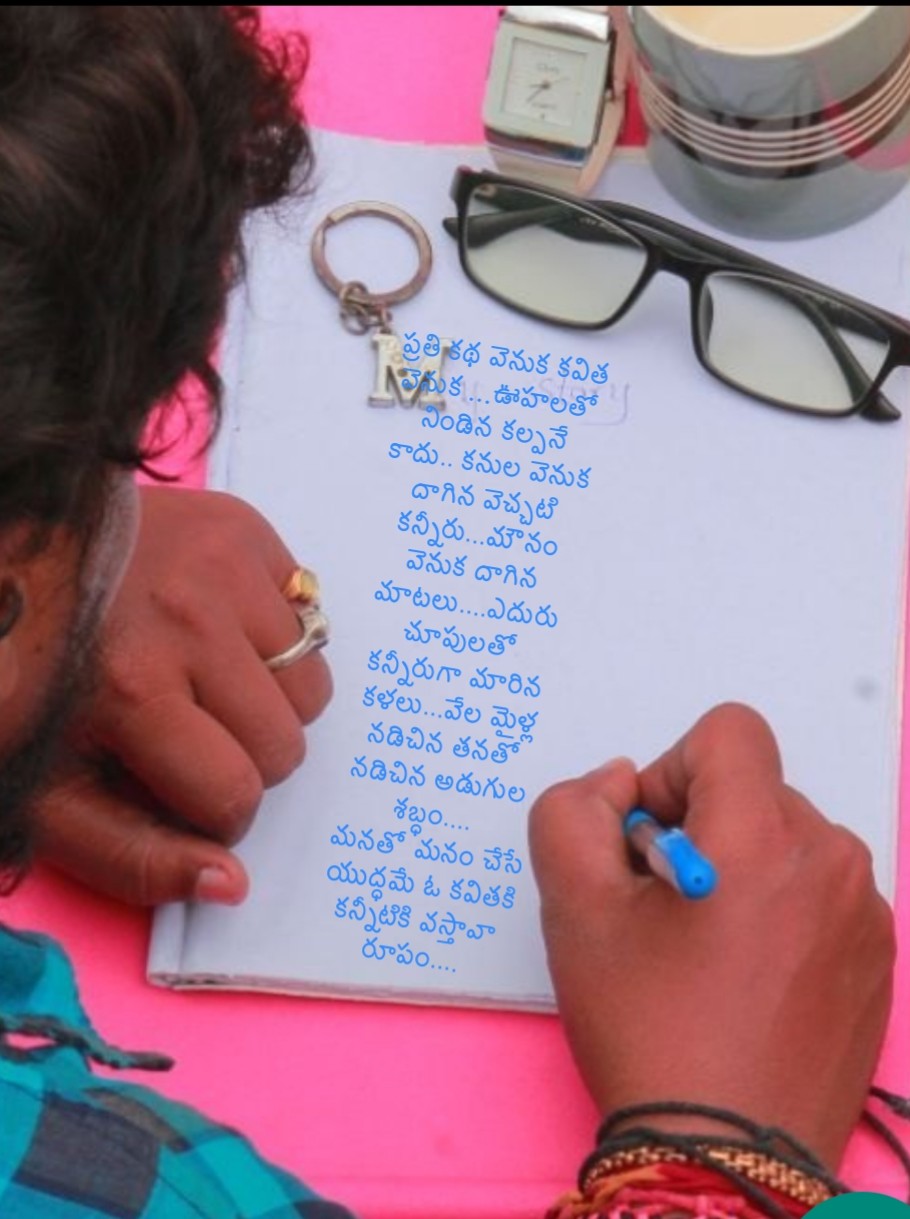 ప్రతి కథ వెనుక కవిత
వెనుక...ఊహలతో
నిండిన కల్పనే
కాదు.. కనుల వెనుక
దాగిన వెచ్చటి
కన్నీరు...మౌనం
వెనుక దాగిన
మాటలు....ఎదురు
చూపులతో
కన్నీరుగా మారిన
కళలు...వేల మైళ్ల
నడిచిన తనతో
నడిచిన అడుగుల
శబ్ధం....
మనతో మనం చేసే
యుద్ధమే ఓ కవితకి
కన్నీటికి వస్తావా
రూపం....
M
story